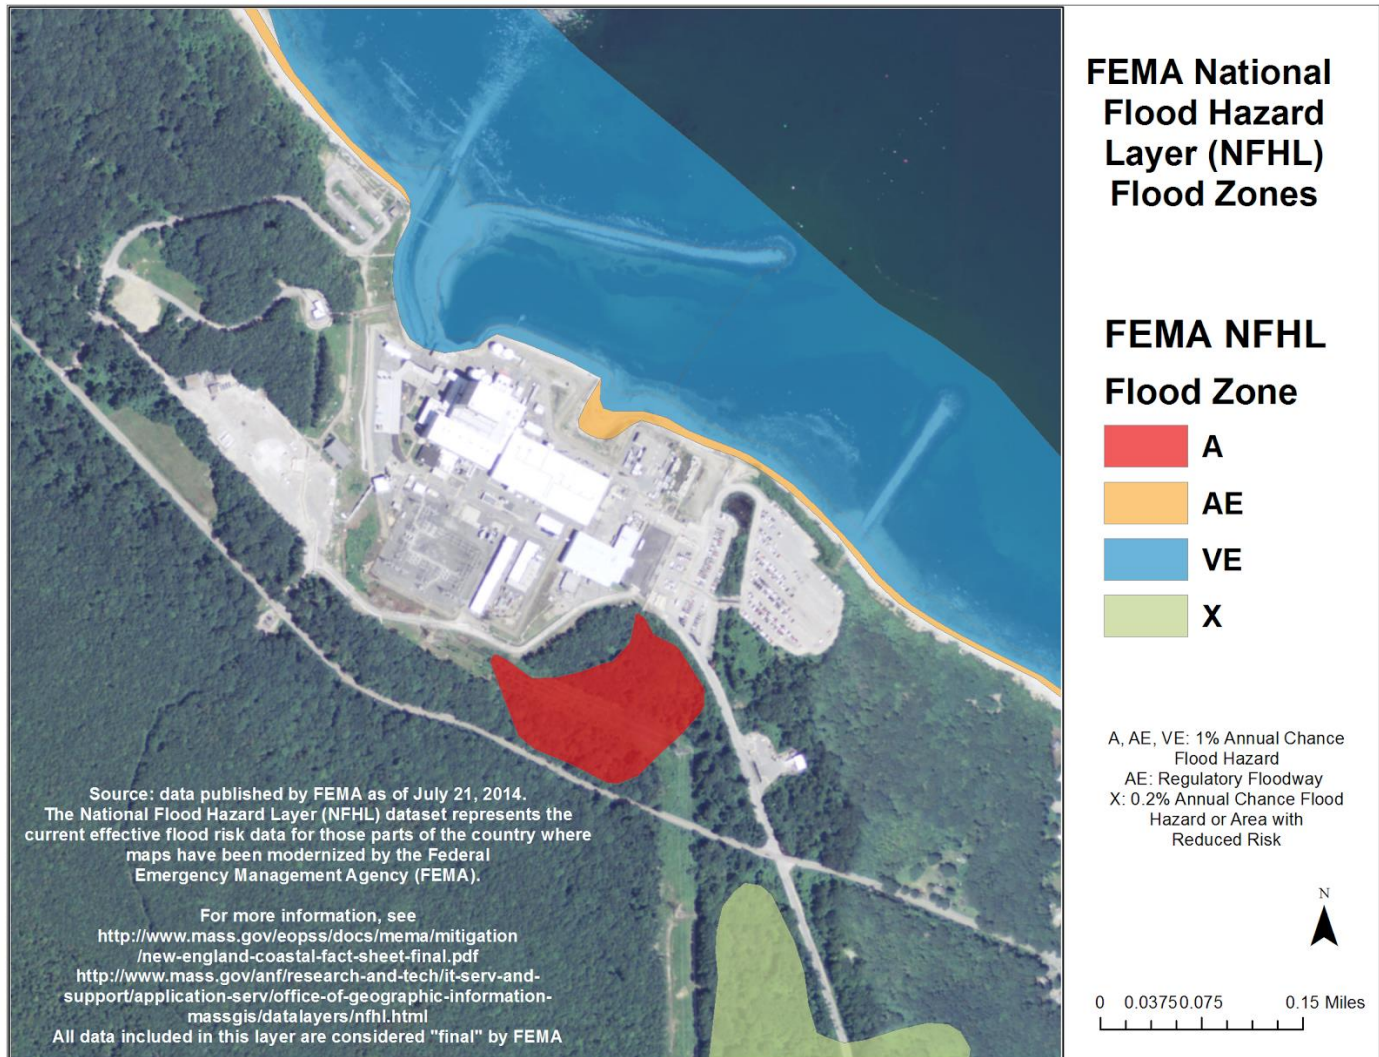 FEMA National
Flood Hazard
Layer (NFHL)
Flood Zones
FEMA NFHL
Flood Zone
A
AE
VE
X
A, AE, VE: 1% Annual Chance
Flood Hazard
AE: Regulatory Floodway
X: 0.2% Annual Chance Flood
Hazard or Area with
Reduced Risk
N
0 0.0375 0.075 0.15 Miles
Source: data published by FEMA as of July 21, 2014.
The National Flood Hazard Layer (NFHL) dataset represents the
current effective flood risk data for those parts of the country where
maps have been modernized by the Federal
Emergency Management Agency (FEMA).
For more information, see
http://www.mass.gov/eopss/docs/mema/mitigation
/new-england-coastal-fact-sheet-final.pdf
http://www.mass.gov/anf/research-and-tech/it-serv-and-
support/application-serv/office-of-geographic-information-
massgis/datalayers/nfhl.html
All data included in this layer are considered "final" by FEMA